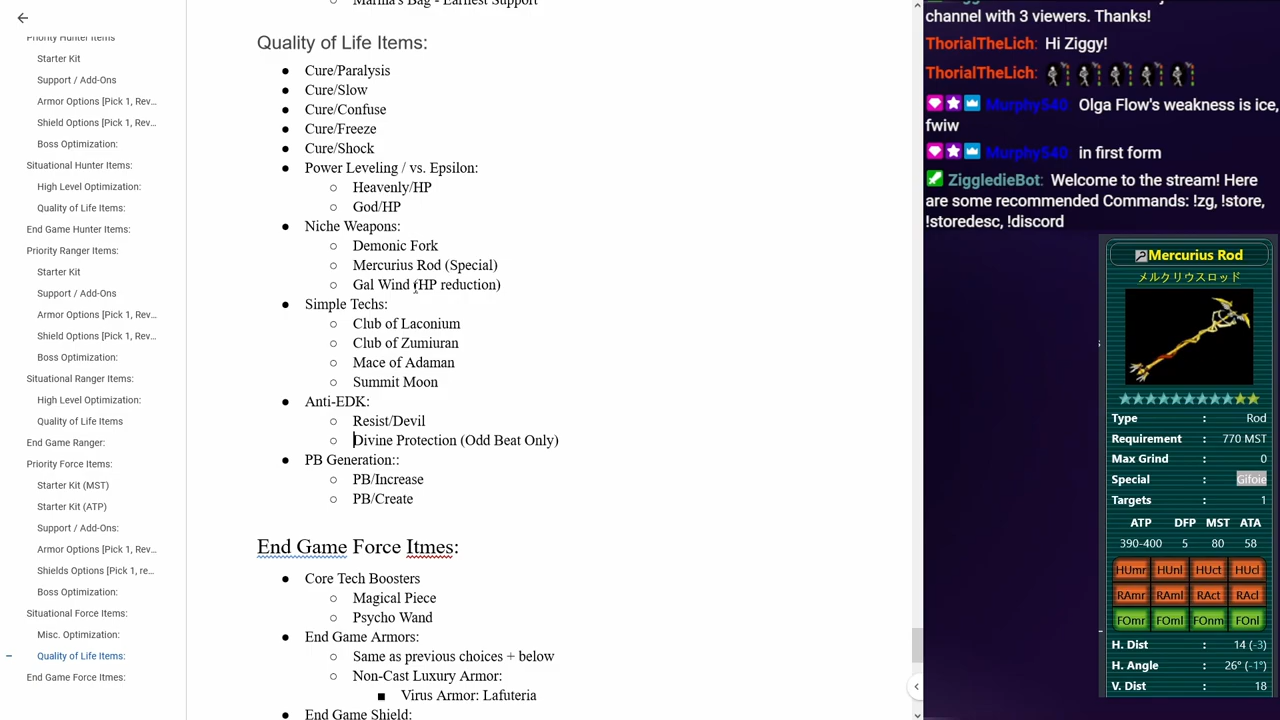 Priority Hunter Items:
Starter Kit
Support / Add-Ons
Armor Options [Pick 1, Rev...
Shield Options [Pick 1, Rev...
Boss Optimization:
Situational Hunter Items:
High Level Optimization:
Quality of Life Items:
End Game Hunter Items:
Priority Ranger Items:
Starter Kit
Support / Add-Ons
Armor Options [Pick 1, Rev...
Shield Options [Pick 1, Rev...
Boss Optimization:
Situational Ranger Items:
High Level Optimization:
Quality of Life Items
End Game Ranger:
Priority Force Items:
Starter Kit (MST)
Starter Kit (ATP)
Support / Add-Ons:
Armor Options [Pick 1, Rev...
Shields Options [Pick 1, re...
Boss Optimization:
Situational Force Items:
Misc. Optimization:
Quality of Life Items:
End Game Force Items:
Marina's Bag - Earliest Support
Quality of Life Items:
● Cure/Paralysis
● Cure/Slow
● Cure/Confuse
● Cure/Freeze
● Cure/Shock
● Power Leveling / vs. Epsilon:
○ Heavenly/HP
○ God/HP
● Niche Weapons:
○ Demonic Fork
○ Mercurius Rod (Special)
○ Gal Wind (HP reduction)
● Simple Techs:
○ Club of Laconium
○ Club of Zumiuran
○ Mace of Adaman
○ Summit Moon
● Anti-EDK:
○ Resist/Devil
○ Divine Protection (Odd Beat Only)
● PB Generation::
○ PB/Increase
○ PB/Create
End Game Force Itmes:
● Core Tech Boosters
○ Magical Piece
○ Psycho Wand
● End Game Armors:
○ Same as previous choices + below
○ Non-Cast Luxury Armor:
■ Virus Armor: Lafuteria
● End Game Shield:
channel with 3 viewers. Thanks!
ThorialTheLich: Hi Ziggy!
ThorialTheLich:
Murphy540: Olga Flow's weakness is ice,
fwiw
Murphy540: in first form
ZiggledieBot: Welcome to the stream! Here
are some recommended Commands: !zg, !store,
!storedesc, !discord
Mercurius Rod
メルクリウスロッド
Type : Rod
Requirement : 770 MST
Max Grind : 0
Special : Gifoie
Targets : 1
ATP DFP MST ATA
390-400 5 80 58
HUmr HUnl HUct HUcl
RAmr RAml RAct RAcl
FOmr FOml FOnm FOnl
H. Dist : 14 (-3)
H. Angle : 26° (-1°)
V. Dist : 18